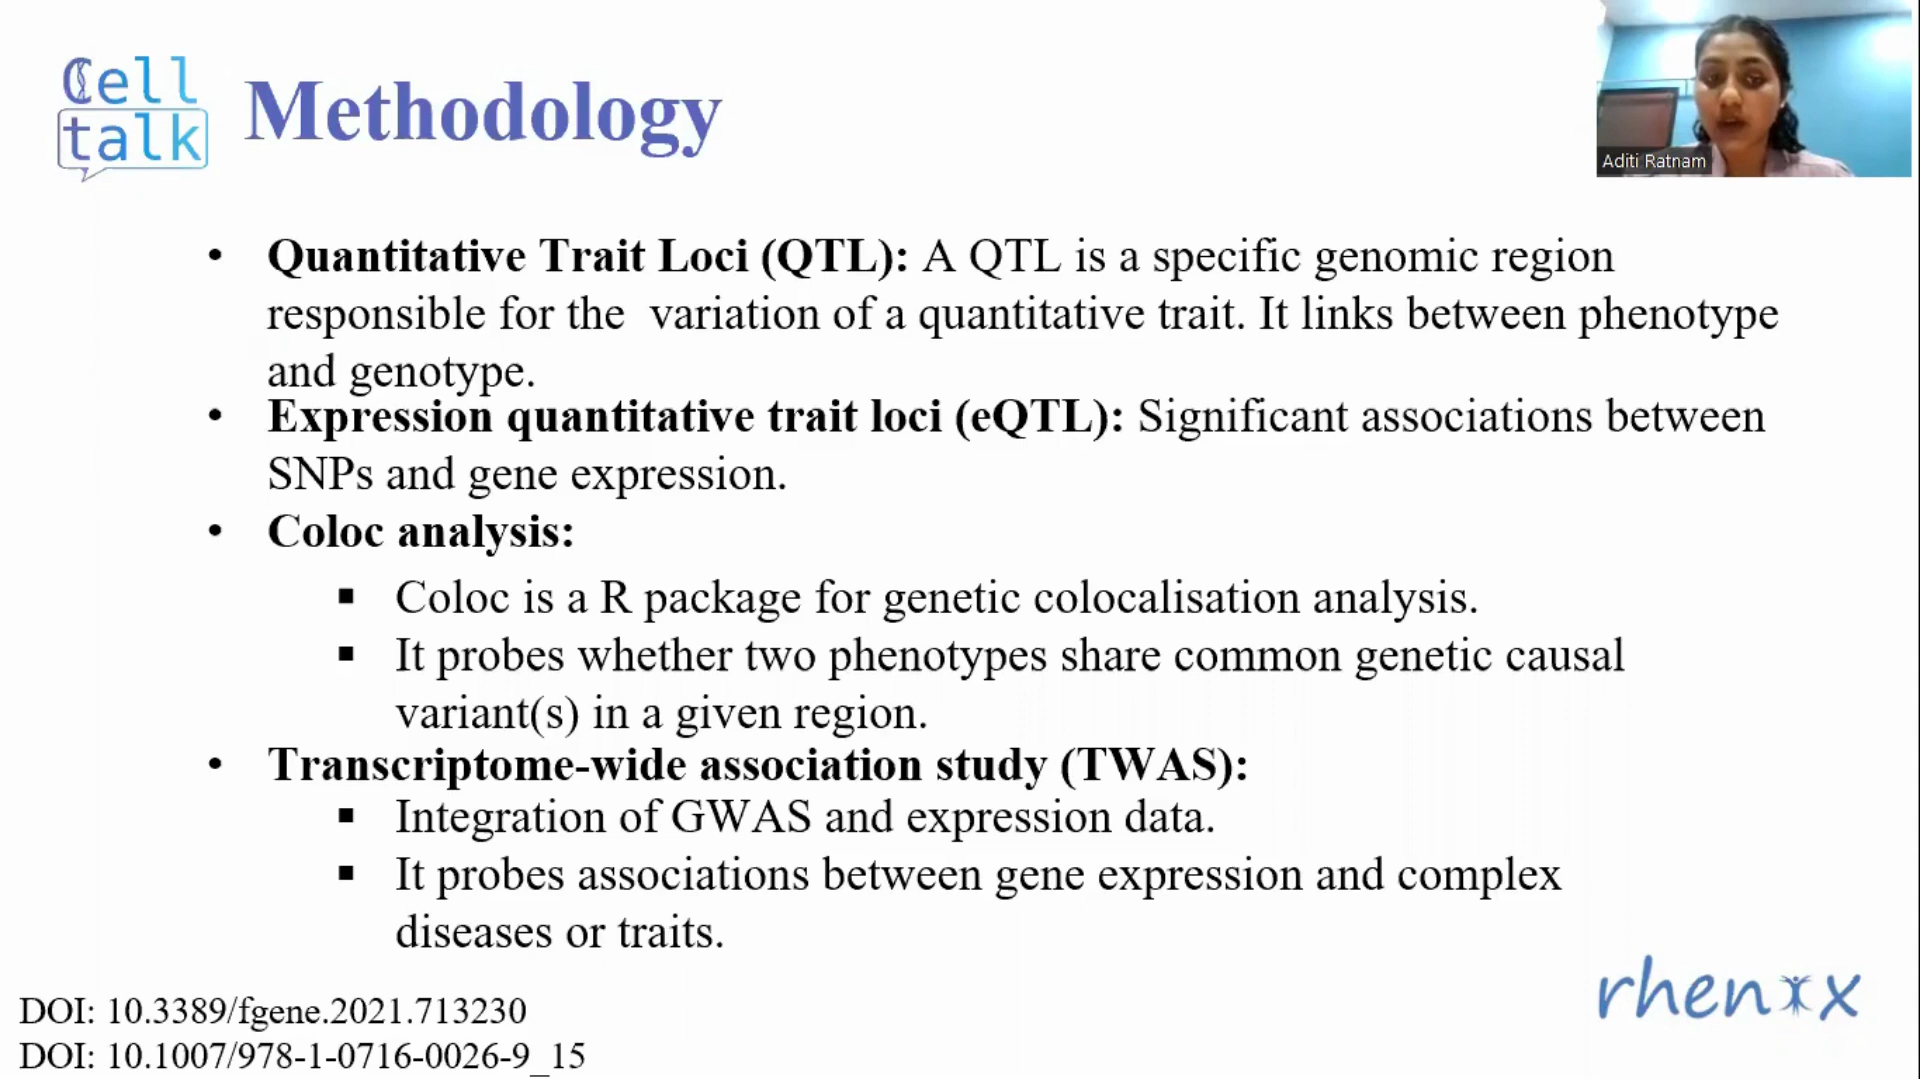 Cell
talk
Methodology
Aditi Ratnam
• Quantitative Trait Loci (QTL): A QTL is a specific genomic region
responsible for the  variation of a quantitative trait. It links between phenotype
and genotype.
• Expression quantitative trait loci (eQTL): Significant associations between
SNPs and gene expression.
• Coloc analysis:
▪ Coloc is a R package for genetic colocalisation analysis.
▪ It probes whether two phenotypes share common genetic causal
variant(s) in a given region.
• Transcriptome-wide association study (TWAS):
▪ Integration of GWAS and expression data.
▪ It probes associations between gene expression and complex
diseases or traits.
rhenix
DOI: 10.3389/fgene.2021.713230
DOI: 10.1007/978-1-0716-0026-9_15